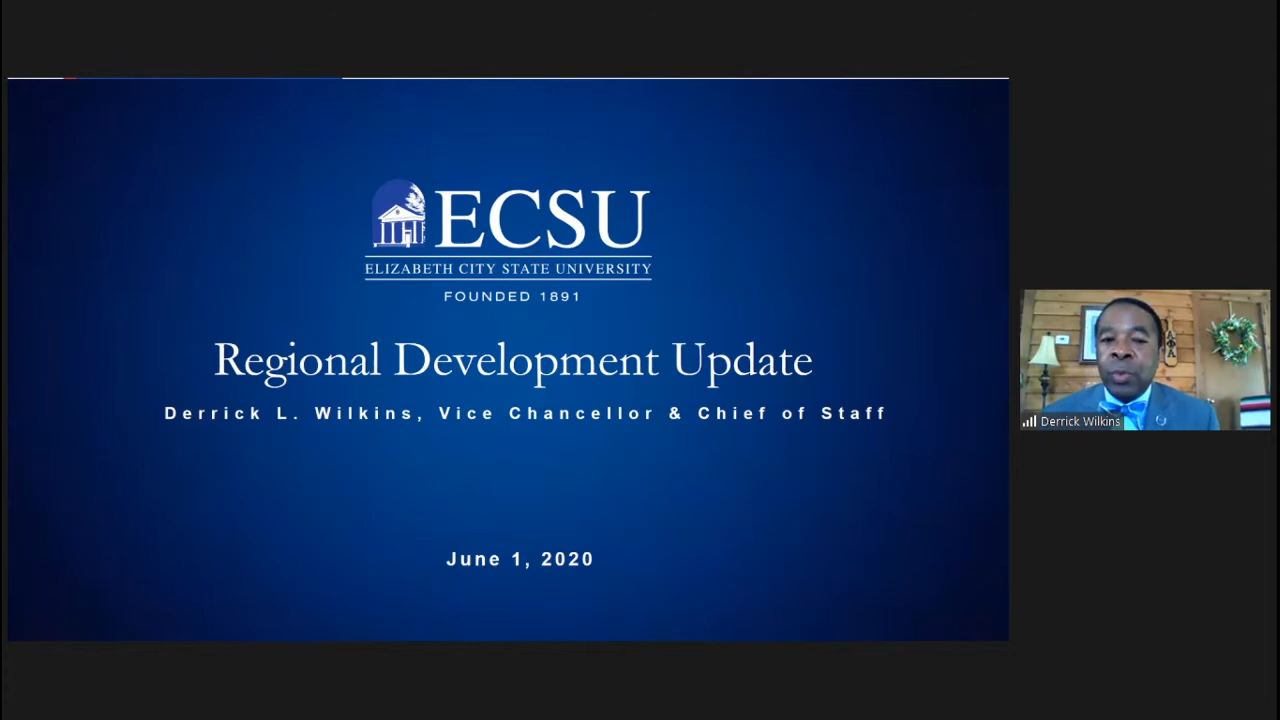 ECSU
ELIZABETH CITY STATE UNIVERSITY
FOUNDED 1891
Regional Development Update
Derrick L. Wilkins, Vice Chancellor & Chief of Staff
June 1, 2020
ΑΦΑ
Derrick Wilkins